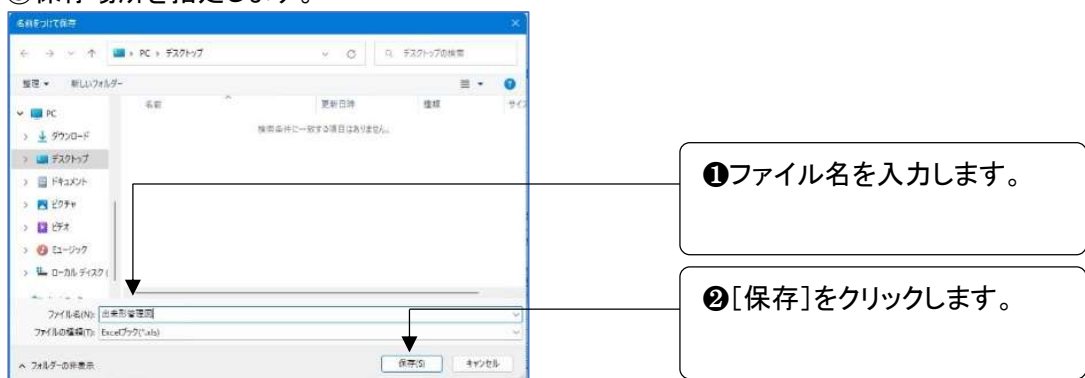 保存場所を指定します。
名前をつけて保存
PC › デスクトップ
デスクトップの検索
整理
新しいフォルダー
名前
更新日時
種類
サイズ
検索条件に一致する項目はありません。
PC
ダウンロード
デスクトップ
ドキュメント
ピクチャ
ビデオ
ミュージック
ローカル ディスク (
ファイル名(N): 出来形管理図
ファイルの種類(T): Excelブック(*.xls)
フォルダーの非表示
保存(S)
キャンセル
❶ファイル名を入力します。
❷[保存]をクリックします。